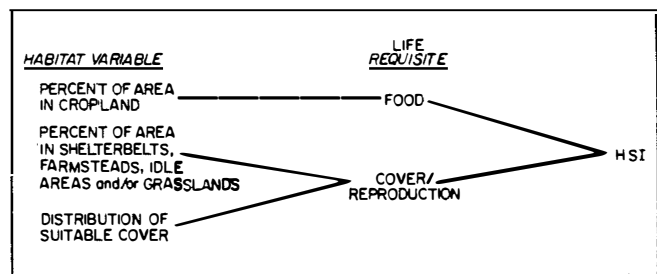 HABITAT VARIABLE
LIFE
REQUISITE
PERCENT OF AREA
IN CROPLAND
FOOD
PERCENT OF AREA
IN SHELTERBELTS,
FARMSTEADS, IDLE
AREAS and/or GRASSLANDS
COVER/
REPRODUCTION
DISTRIBUTION OF
SUITABLE COVER
HSI